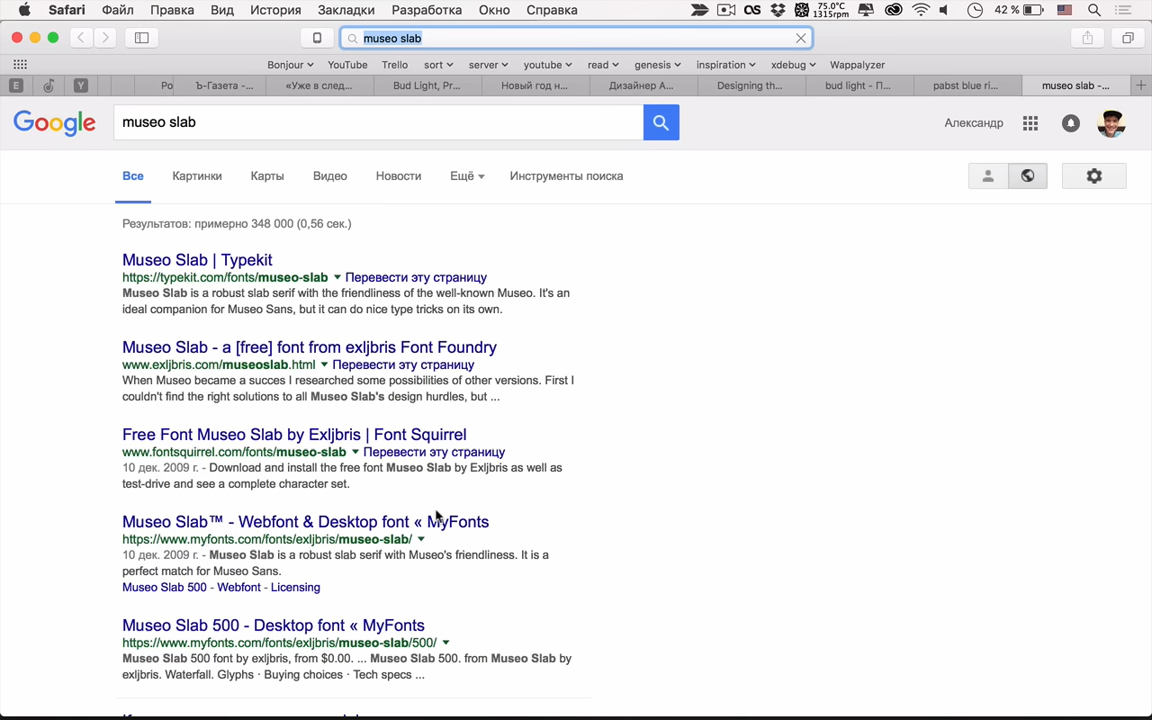 Safari Файл Правка Вид История Закладки Разработка Окно Справка
75.0°C
1315rpm
42 %
museo slab
Bonjour YouTube Trello sort server youtube read genesis inspiration xdebug Wappalyzer
E Y Po Ъ-Газета -... «Уже в след... Bud Light, Pr... Новый год н... Дизайнер А... Designing th... bud light - П... pabst blue ri... museo slab -...
Google museo slab Александр
Все Картинки Карты Видео Новости Ещё Инструменты поиска
Результатов: примерно 348 000 (0,56 сек.)
Museo Slab | Typekit
https://typekit.com/fonts/museo-slab Перевести эту страницу
Museo Slab is a robust slab serif with the friendliness of the well-known Museo. It's an
ideal companion for Museo Sans, but it can do nice type tricks on its own.
Museo Slab - a [free] font from exljbris Font Foundry
www.exljbris.com/museoslab.html Перевести эту страницу
When Museo became a succes I researched some possibilities of other versions. First I
couldn't find the right solutions to all Museo Slab's design hurdles, but ...
Free Font Museo Slab by Exljbris | Font Squirrel
www.fontsquirrel.com/fonts/museo-slab Перевести эту страницу
10 дек. 2009 г. - Download and install the free font Museo Slab by Exljbris as well as
test-drive and see a complete character set.
Museo Slab™ - Webfont & Desktop font « MyFonts
https://www.myfonts.com/fonts/exljbris/museo-slab/
10 дек. 2009 г. - Museo Slab is a robust slab serif with Museo's friendliness. It is a
perfect match for Museo Sans.
Museo Slab 500 - Webfont - Licensing
Museo Slab 500 - Desktop font « MyFonts
https://www.myfonts.com/fonts/exljbris/museo-slab/500/
Museo Slab 500 font by exljbris, from $0.00. ... Museo Slab 500. from Museo Slab by
exljbris. Waterfall. Glyphs · Buying choices · Tech specs ...